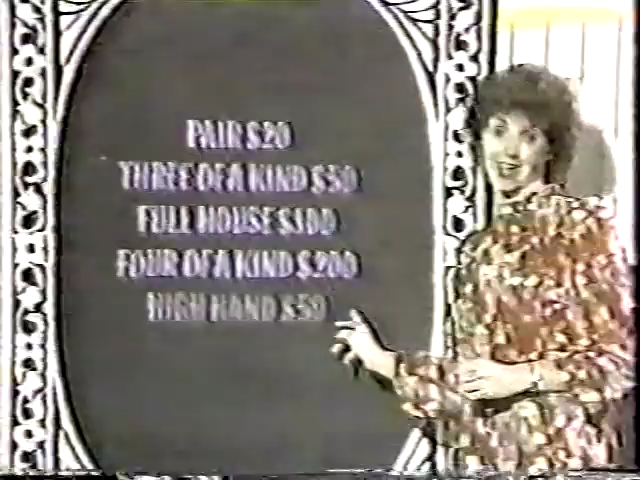 PAIR $20
THREE OF A KIND $50
FULL HOUSE $100
FOUR OF A KIND $200
HIGH HAND $50